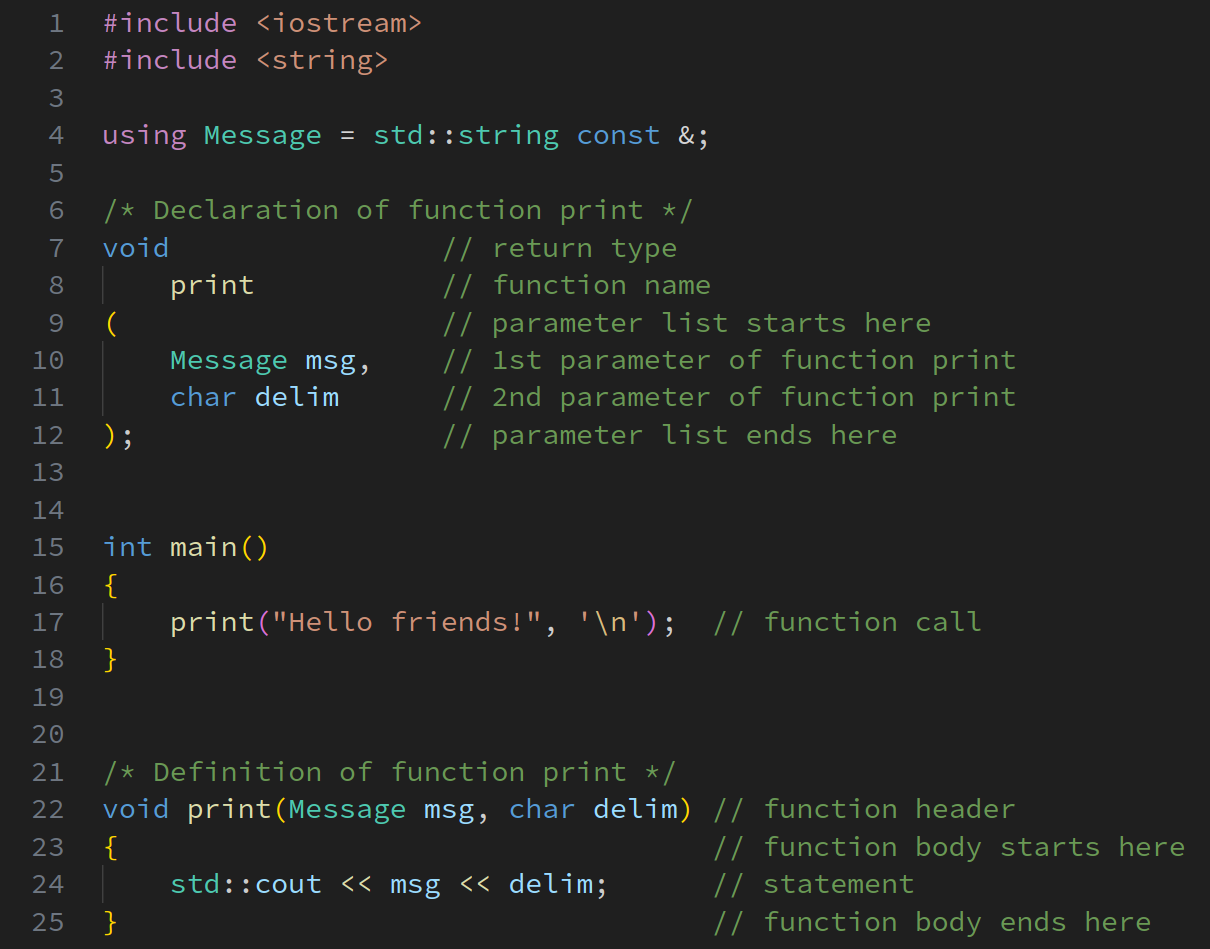 1 #include <iostream>
2 #include <string>
3
4 using Message = std::string const &;
5
6 /* Declaration of function print */
7 void                // return type
8     print           // function name
9 (                   // parameter list starts here
10     Message msg,    // 1st parameter of function print
11     char delim      // 2nd parameter of function print
12 );                  // parameter list ends here
13
14
15 int main()
16 {
17     print("Hello friends!", '\n');  // function call
18 }
19
20
21 /* Definition of function print */
22 void print(Message msg, char delim) // function header
23 {                                   // function body starts here
24     std::cout << msg << delim;      // statement
25 }                                   // function body ends here